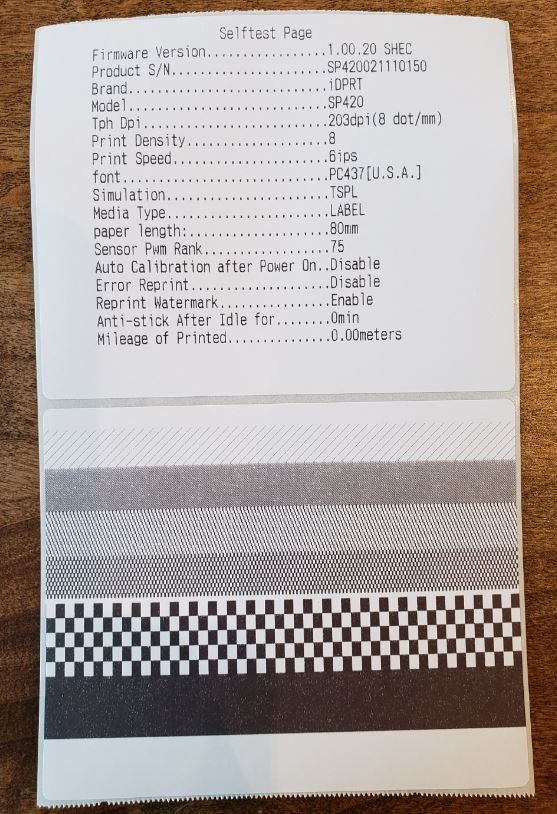 Selftest Page
Firmware Version..................1.00.20 SHEC
Product S/N.......................SP420021110150
Brand.............................iDPRT
Model.............................SP420
Tph Dpi...........................203dpi(8 dot/mm)
Print Density.....................8
Print Speed.......................6ips
font..............................PC437[U.S.A.]
Simulation........................TSPL
Media Type........................LABEL
paper length:.....................80mm
Sensor Pwm Rank...................75
Auto Calibration after Power On..Disable
Error Reprint.....................Disable
Reprint Watermark.................Enable
Anti-stick After Idle for........0min
Mileage of Printed................0.00meters